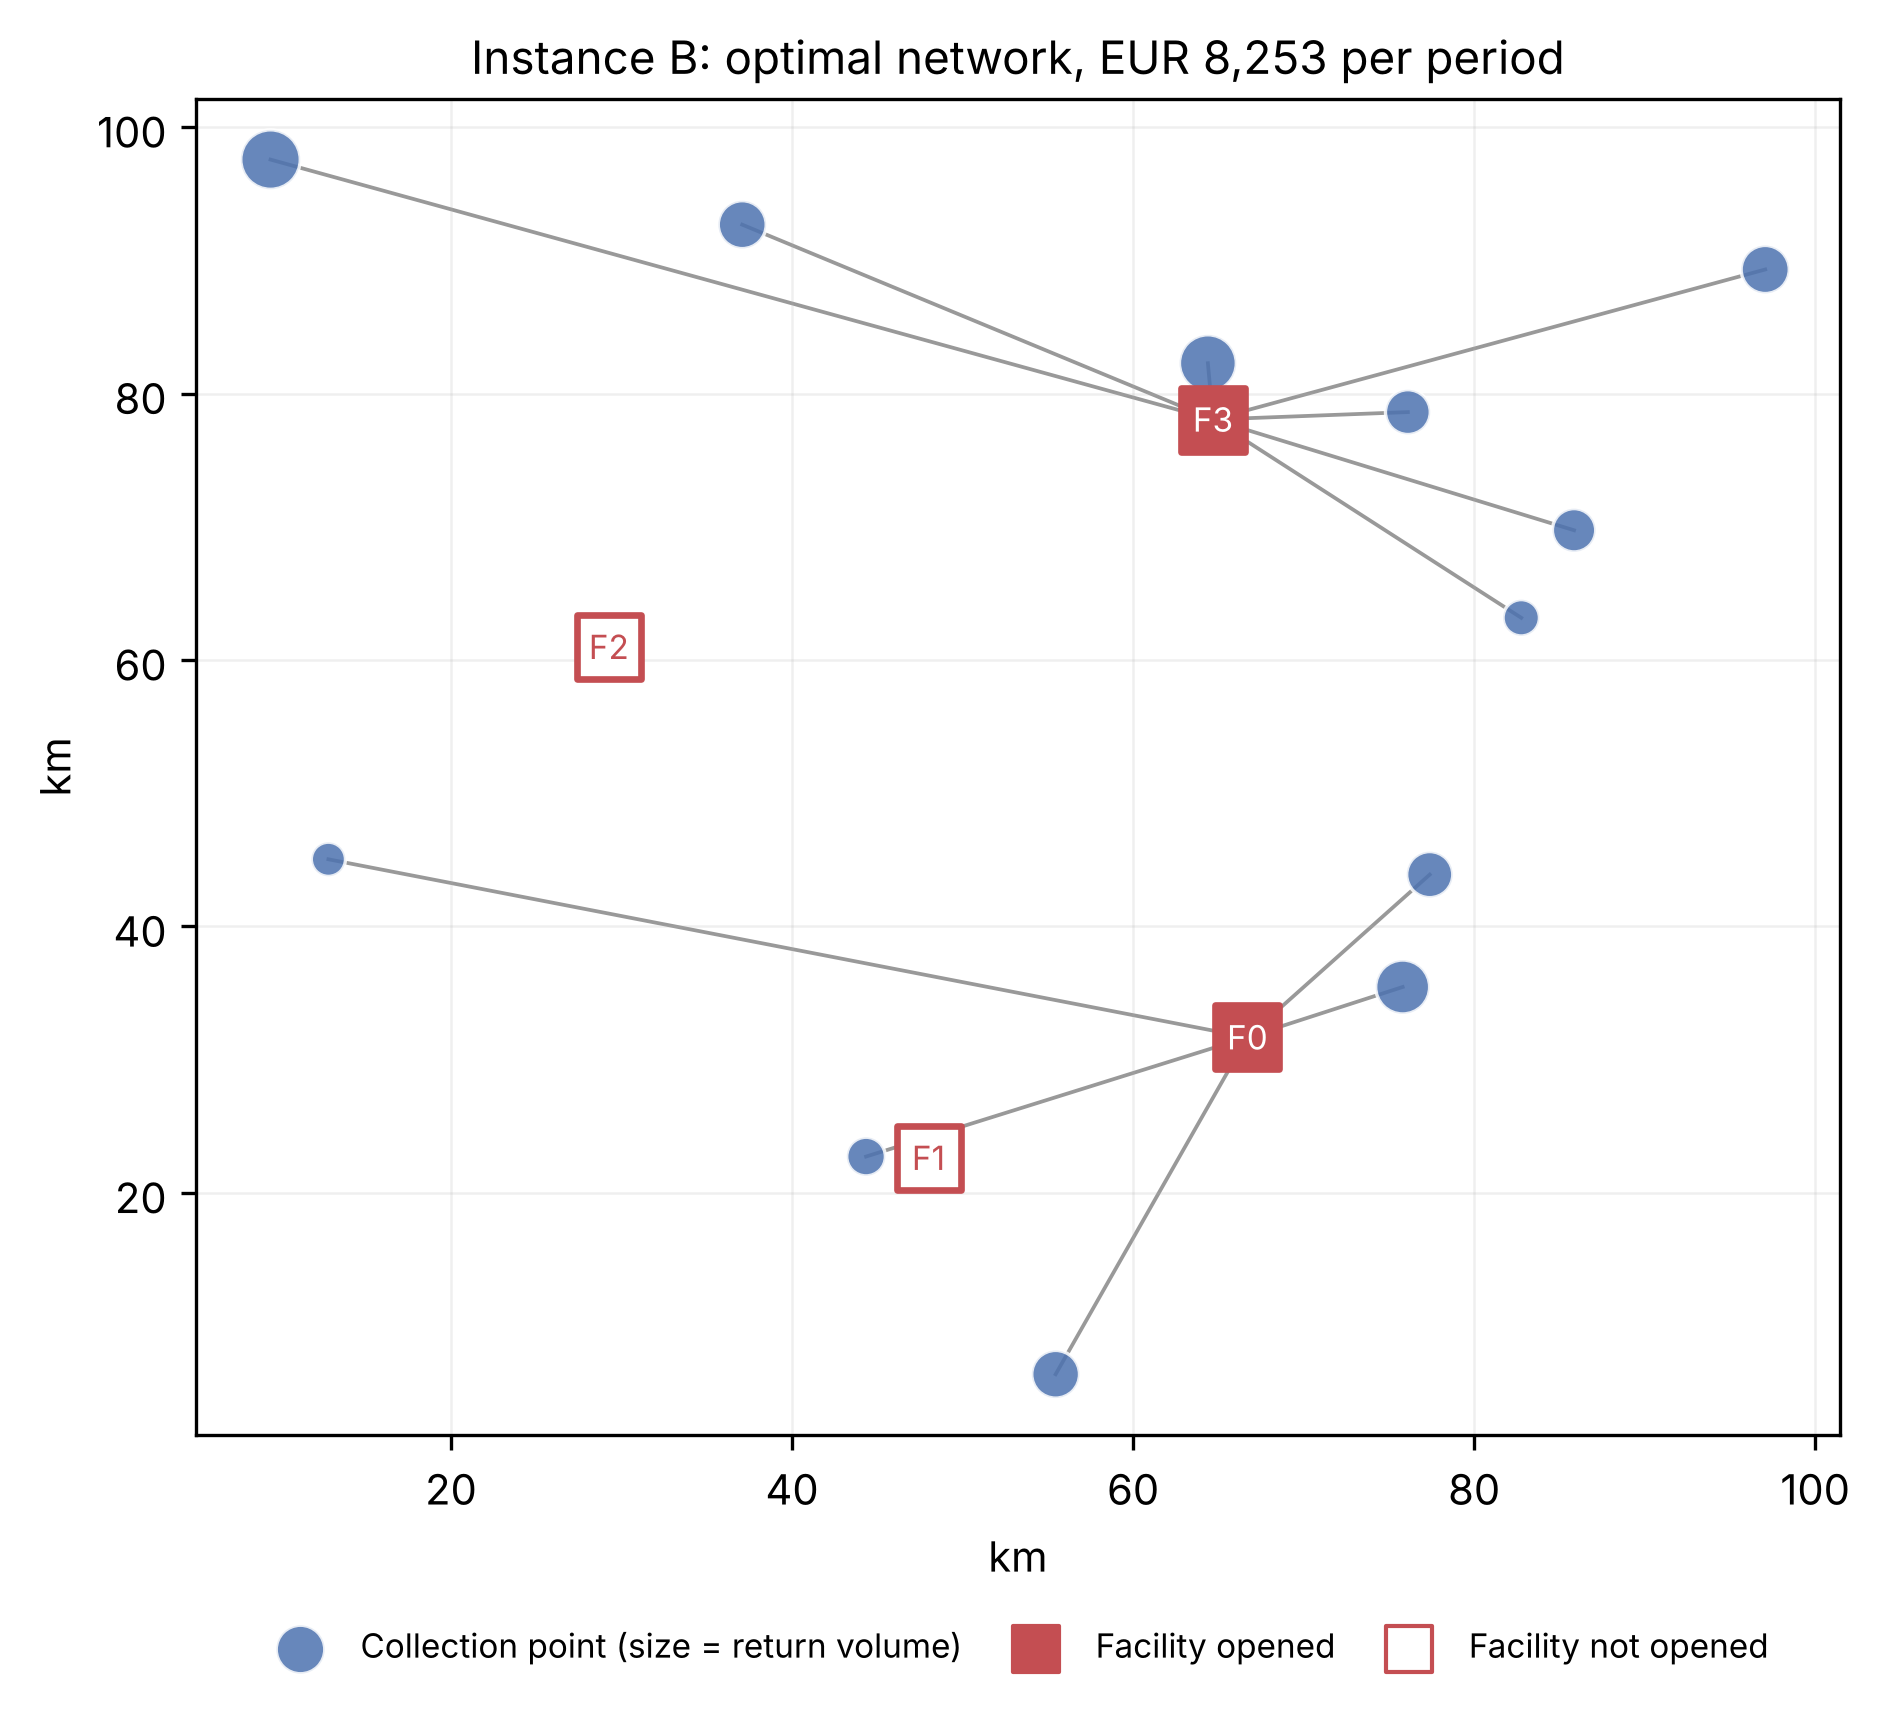 Instance B: optimal network, EUR 8,253 per period
100
80
60
40
20
km
F3
F2
F0
F1
20 40 60 80 100
km
Collection point (size = return volume) Facility opened Facility not opened